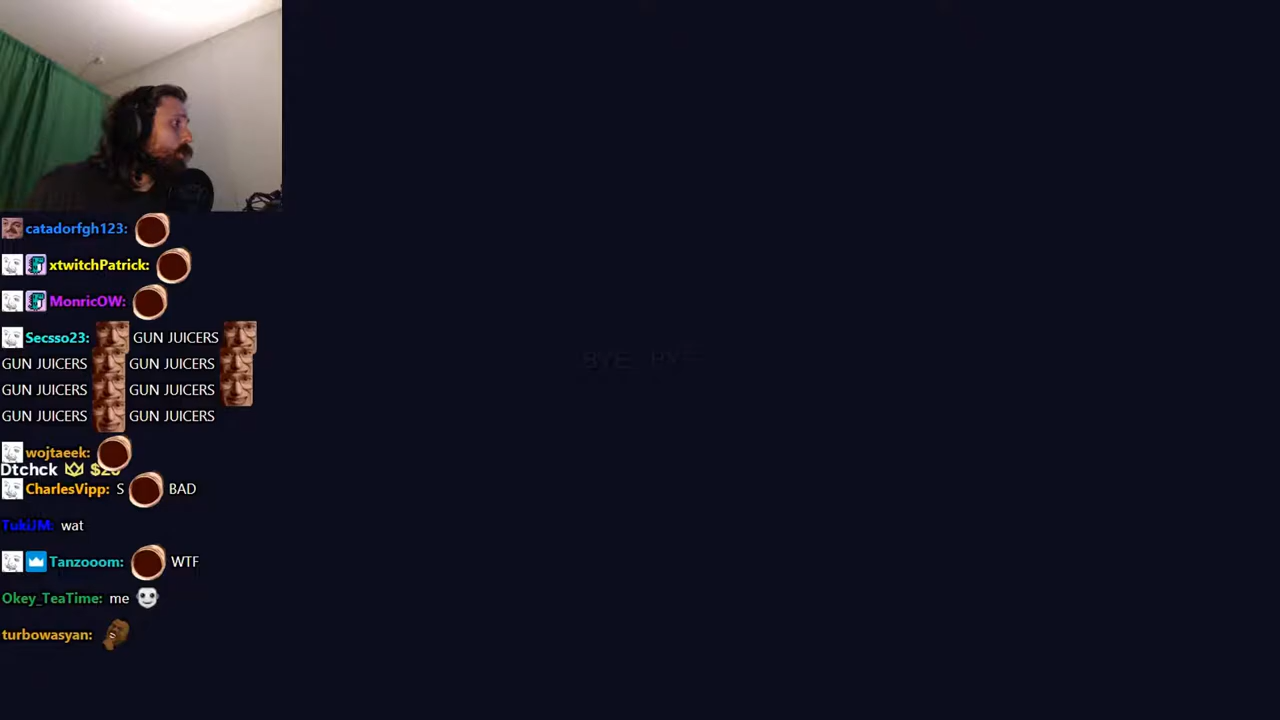 catadorfgh123:
xtwitchPatrick:
MonricOW:
Secsso23: GUN JUICERS
GUN JUICERS GUN JUICERS
GUN JUICERS GUN JUICERS
GUN JUICERS GUN JUICERS
wojtaeek:
Dtchck
CharlesVipp: S BAD
TukiJM: wat
Tanzooom: WTF
Okey_TeaTime: me
turbowasyan:
BYE